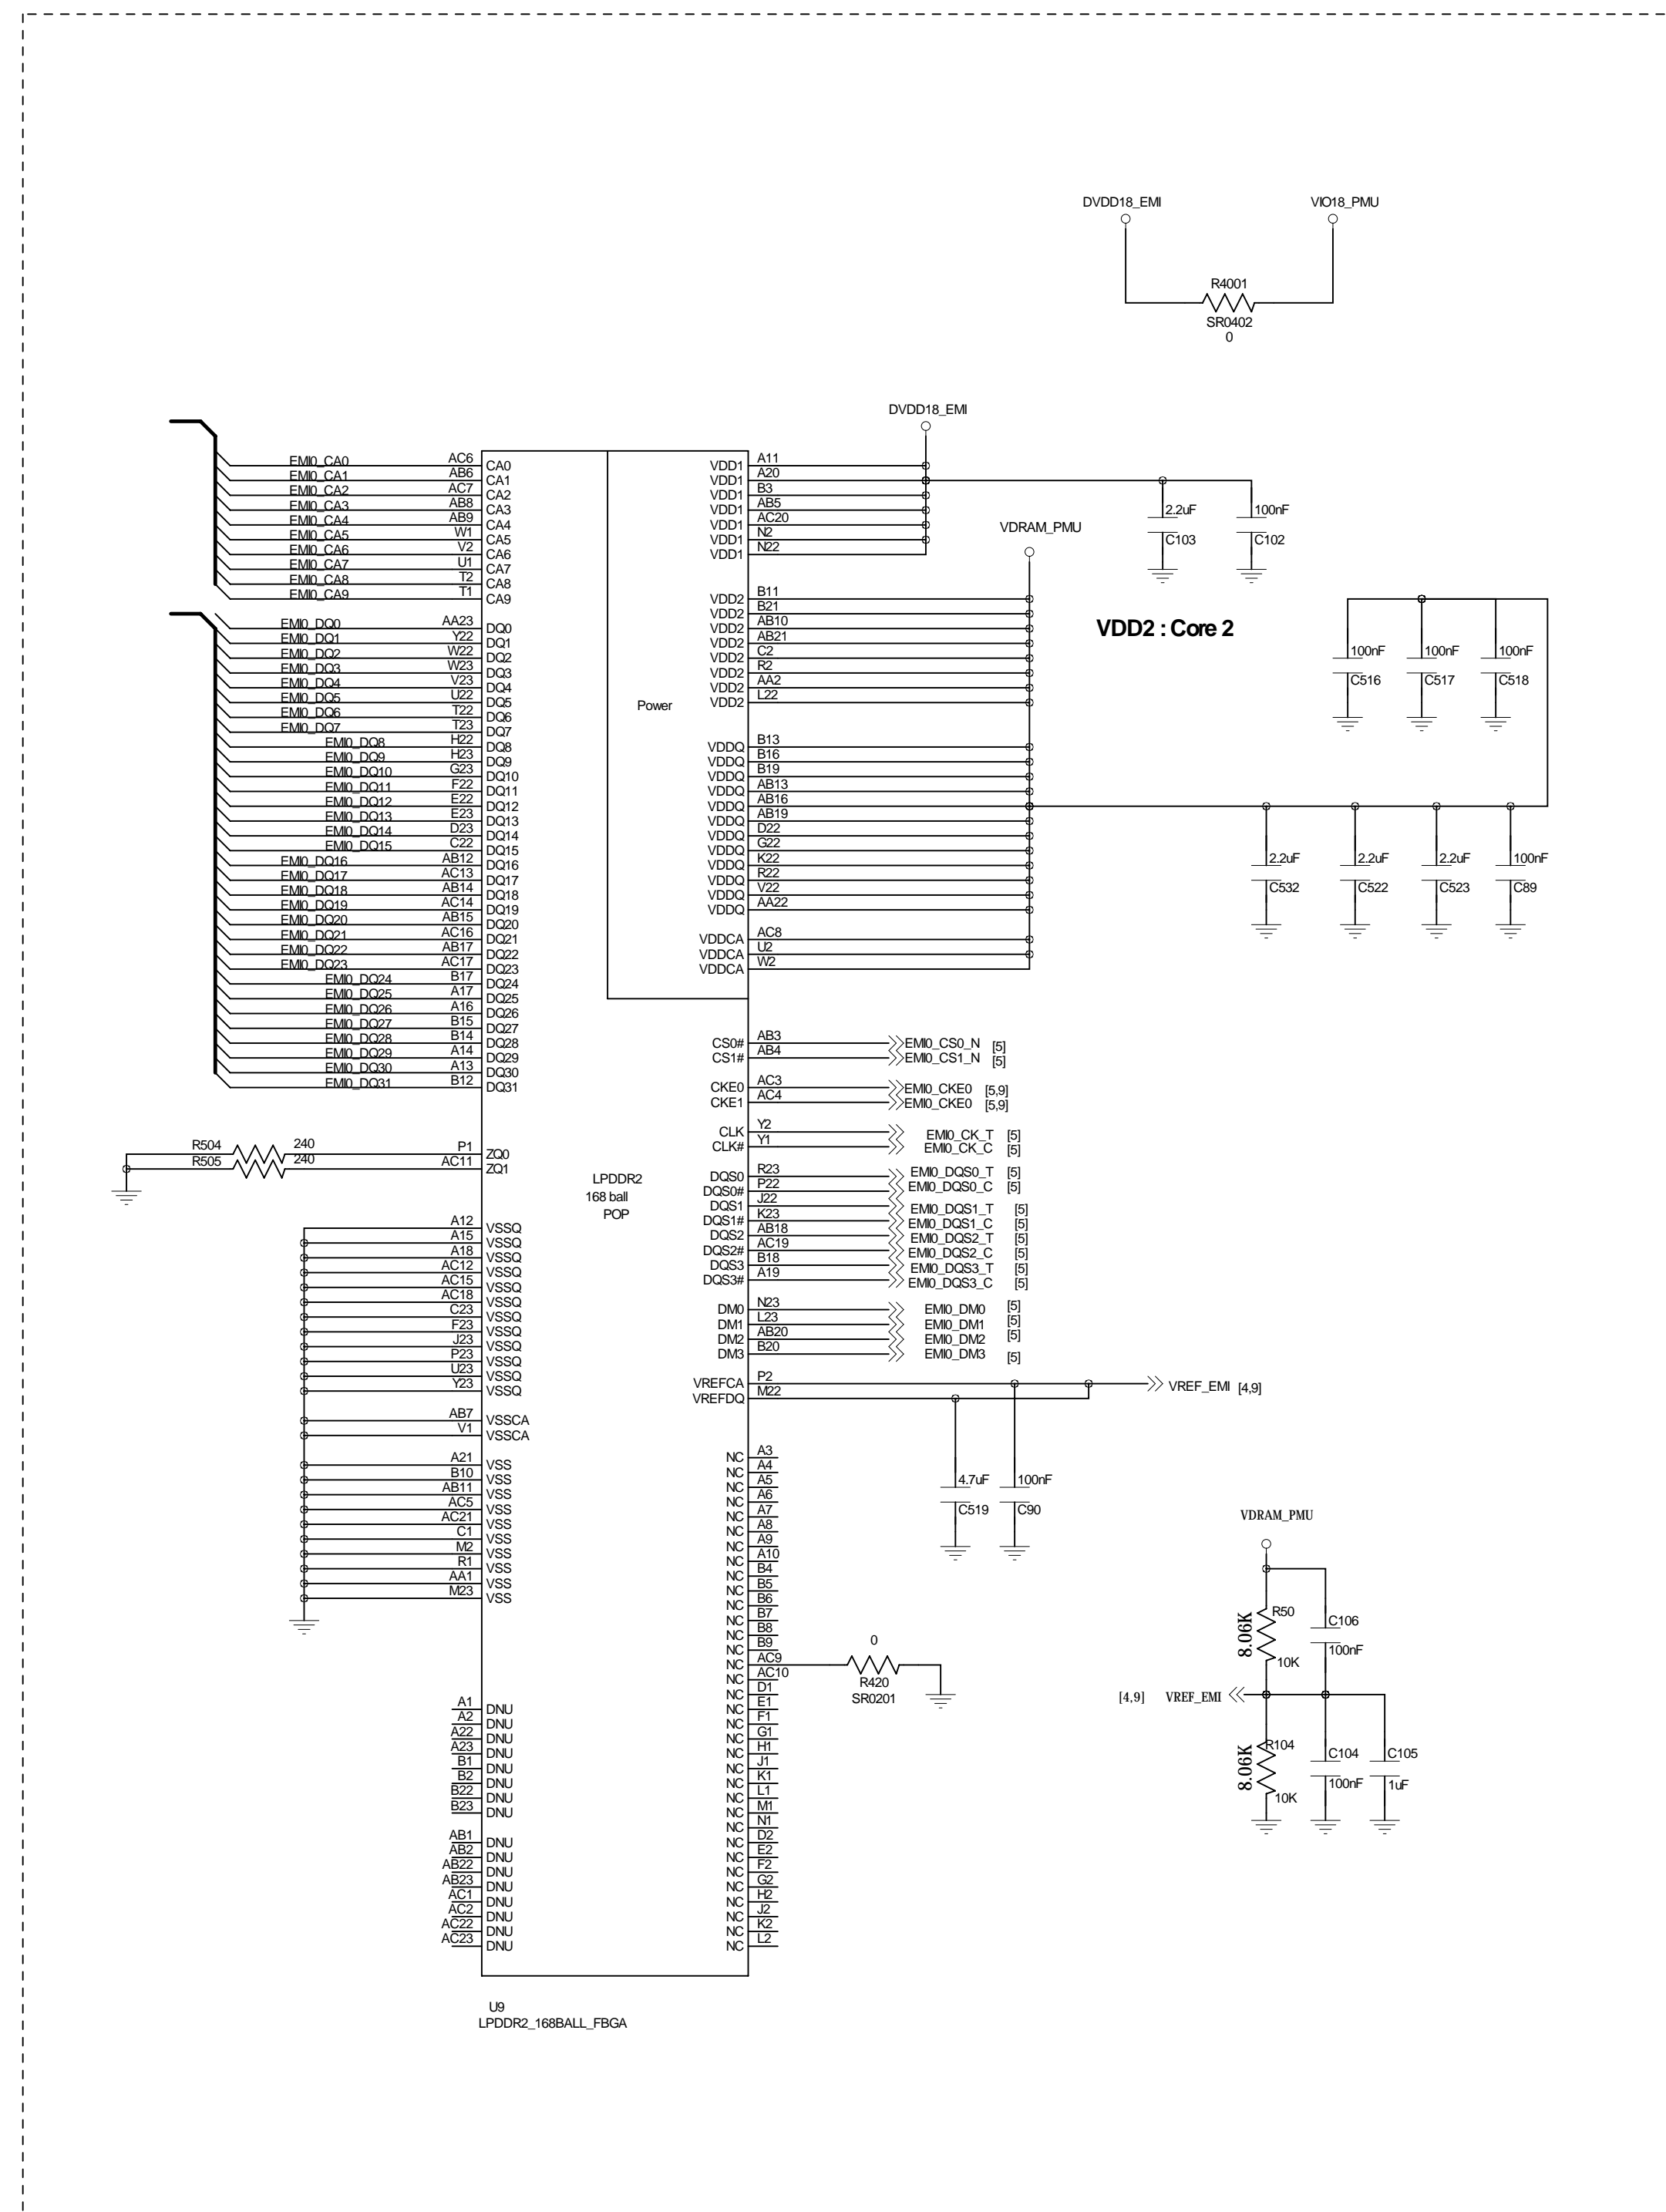 DVDD18_EMI VIO18_PMU
R4001
SR0402
0
DVDD18_EMI
EMI0_CA0 AC6 CA0
EMI0_CA1 AB6 CA1
EMI0_CA2 AC7 CA2
EMI0_CA3 AB8 CA3
EMI0_CA4 AB9 CA4
EMI0_CA5 W1 CA5
EMI0_CA6 V2 CA6
EMI0_CA7 U1 CA7
EMI0_CA8 T2 CA8
EMI0_CA9 T1 CA9
EMI0_DQ0 AA23 DQ0
EMI0_DQ1 Y22 DQ1
EMI0_DQ2 W22 DQ2
EMI0_DQ3 W23 DQ3
EMI0_DQ4 V23 DQ4
EMI0_DQ5 U22 DQ5
EMI0_DQ6 T22 DQ6
EMI0_DQ7 T23 DQ7
EMI0_DQ8 H22 DQ8
EMI0_DQ9 H23 DQ9
EMI0_DQ10 G23 DQ10
EMI0_DQ11 F22 DQ11
EMI0_DQ12 E22 DQ12
EMI0_DQ13 E23 DQ13
EMI0_DQ14 D23 DQ14
EMI0_DQ15 C22 DQ15
EMI0_DQ16 AB12 DQ16
EMI0_DQ17 AC13 DQ17
EMI0_DQ18 AB14 DQ18
EMI0_DQ19 AC14 DQ19
EMI0_DQ20 AB15 DQ20
EMI0_DQ21 AC16 DQ21
EMI0_DQ22 AB17 DQ22
EMI0_DQ23 AC17 DQ23
EMI0_DQ24 B17 DQ24
EMI0_DQ25 A17 DQ25
EMI0_DQ26 A16 DQ26
EMI0_DQ27 B15 DQ27
EMI0_DQ28 B14 DQ28
EMI0_DQ29 A14 DQ29
EMI0_DQ30 A13 DQ30
EMI0_DQ31 B12 DQ31
R504 240 P1 ZQ0
R505 240 AC11 ZQ1
A12 VSSQ
A15 VSSQ
A18 VSSQ
AC12 VSSQ
AC15 VSSQ
AC18 VSSQ
C23 VSSQ
F23 VSSQ
J23 VSSQ
P23 VSSQ
U23 VSSQ
Y23 VSSQ
AB7 VSSCA
V1 VSSCA
A21 VSS
B10 VSS
AB11 VSS
AC5 VSS
AC21 VSS
C1 VSS
M2 VSS
R1 VSS
AA1 VSS
M23 VSS
A1 DNU
A2 DNU
A22 DNU
A23 DNU
B1 DNU
B2 DNU
B22 DNU
B23 DNU
AB1 DNU
AB2 DNU
AB22 DNU
AB23 DNU
AC1 DNU
AC2 DNU
AC22 DNU
AC23 DNU
Power
LPDDR2
168 ball
POP
VDD1 A11
VDD1 A20
VDD1 B3
VDD1 AB5
VDD1 AC20
VDD1 N2
VDD1 N22
VDD2 B11
VDD2 B21
VDD2 AB10
VDD2 AB21
VDD2 C2
VDD2 R2
VDD2 AA2
VDD2 L22
VDDQ B13
VDDQ B16
VDDQ B19
VDDQ AB13
VDDQ AB16
VDDQ AB19
VDDQ D22
VDDQ G22
VDDQ K22
VDDQ R22
VDDQ V22
VDDQ AA22
VDDCA AC8
VDDCA U2
VDDCA W2
CS0# AB3 EMI0_CS0_N [5]
CS1# AB4 EMI0_CS1_N [5]
CKE0 AC3 EMI0_CKE0 [5,9]
CKE1 AC4 EMI0_CKE0 [5,9]
CLK Y2 EMI0_CK_T [5]
CLK# Y1 EMI0_CK_C [5]
DQS0 R23 EMI0_DQS0_T [5]
DQS0# P22 EMI0_DQS0_C [5]
DQS1 J22 EMI0_DQS1_T [5]
DQS1# K23 EMI0_DQS1_C [5]
DQS2 AB18 EMI0_DQS2_T [5]
DQS2# AC19 EMI0_DQS2_C [5]
DQS3 B18 EMI0_DQS3_T [5]
DQS3# A19 EMI0_DQS3_C [5]
DM0 N23 EMI0_DM0 [5]
DM1 L23 EMI0_DM1 [5]
DM2 AB20 EMI0_DM2 [5]
DM3 B20 EMI0_DM3 [5]
VREFCA P2 VREF_EMI [4,9]
VREFDQ M22
NC A3
NC A4
NC A5
NC A6
NC A7
NC A8
NC A9
NC A10
NC B4
NC B5
NC B6
NC B7
NC B8
NC B9
NC AC9
NC AC10
NC D1
NC E1
NC F1
NC G1
NC H1
NC J1
NC K1
NC L1
NC M1
NC N1
NC D2
NC E2
NC F2
NC G2
NC H2
NC J2
NC K2
NC L2
2.2uF 100nF
C103 C102
VDRAM_PMU
VDD2 : Core 2
100nF 100nF 100nF
C516 C517 C518
2.2uF 2.2uF 2.2uF 100nF
C532 C522 C523 C89
4.7uF 100nF
C519 C90
0
R420
SR0201
VDRAM_PMU
8.06K R50 10K
C106
100nF
[4,9] VREF_EMI
8.06K R104 10K
C104 C105
100nF 1uF
U9
LPDDR2_168BALL_FBGA